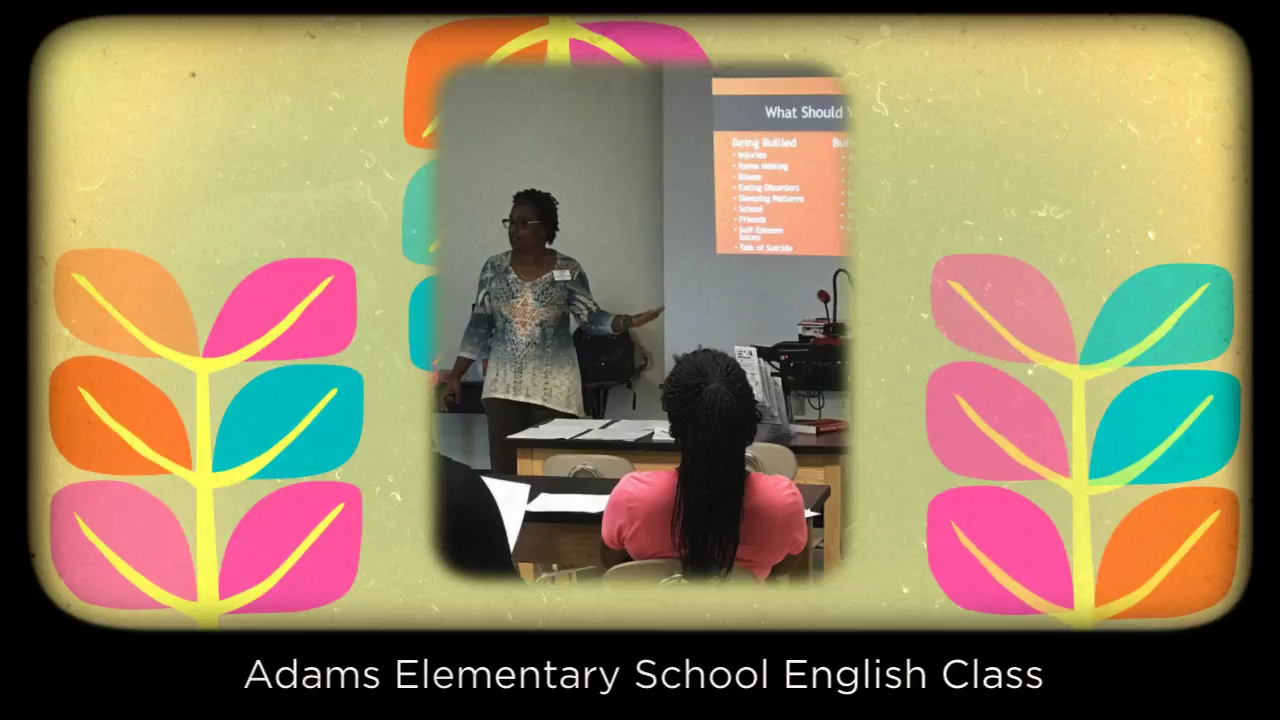 What Should
Being Bullied
Bu
• Injuries
• Items Missing
• Illness
• Eating Disorders
• Sleeping Patterns
• School
• Friends
• Self-Esteem
Issues
• Talk of Suicide
Adams Elementary School English Class